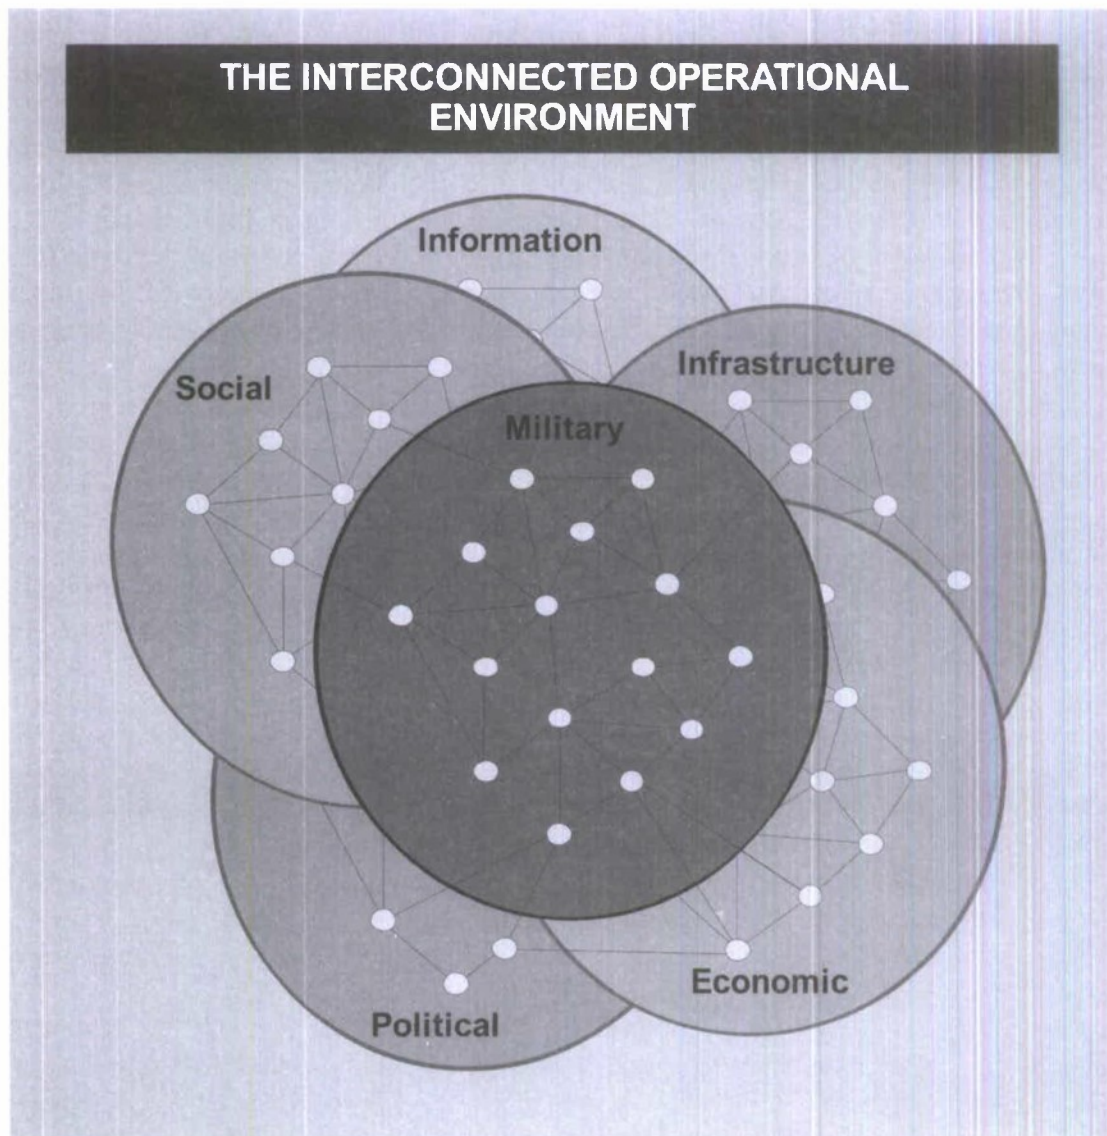 THE INTERCONNECTED OPERATIONAL
ENVIRONMENT
Information
Infrastructure
Social
Military
Economic
Political